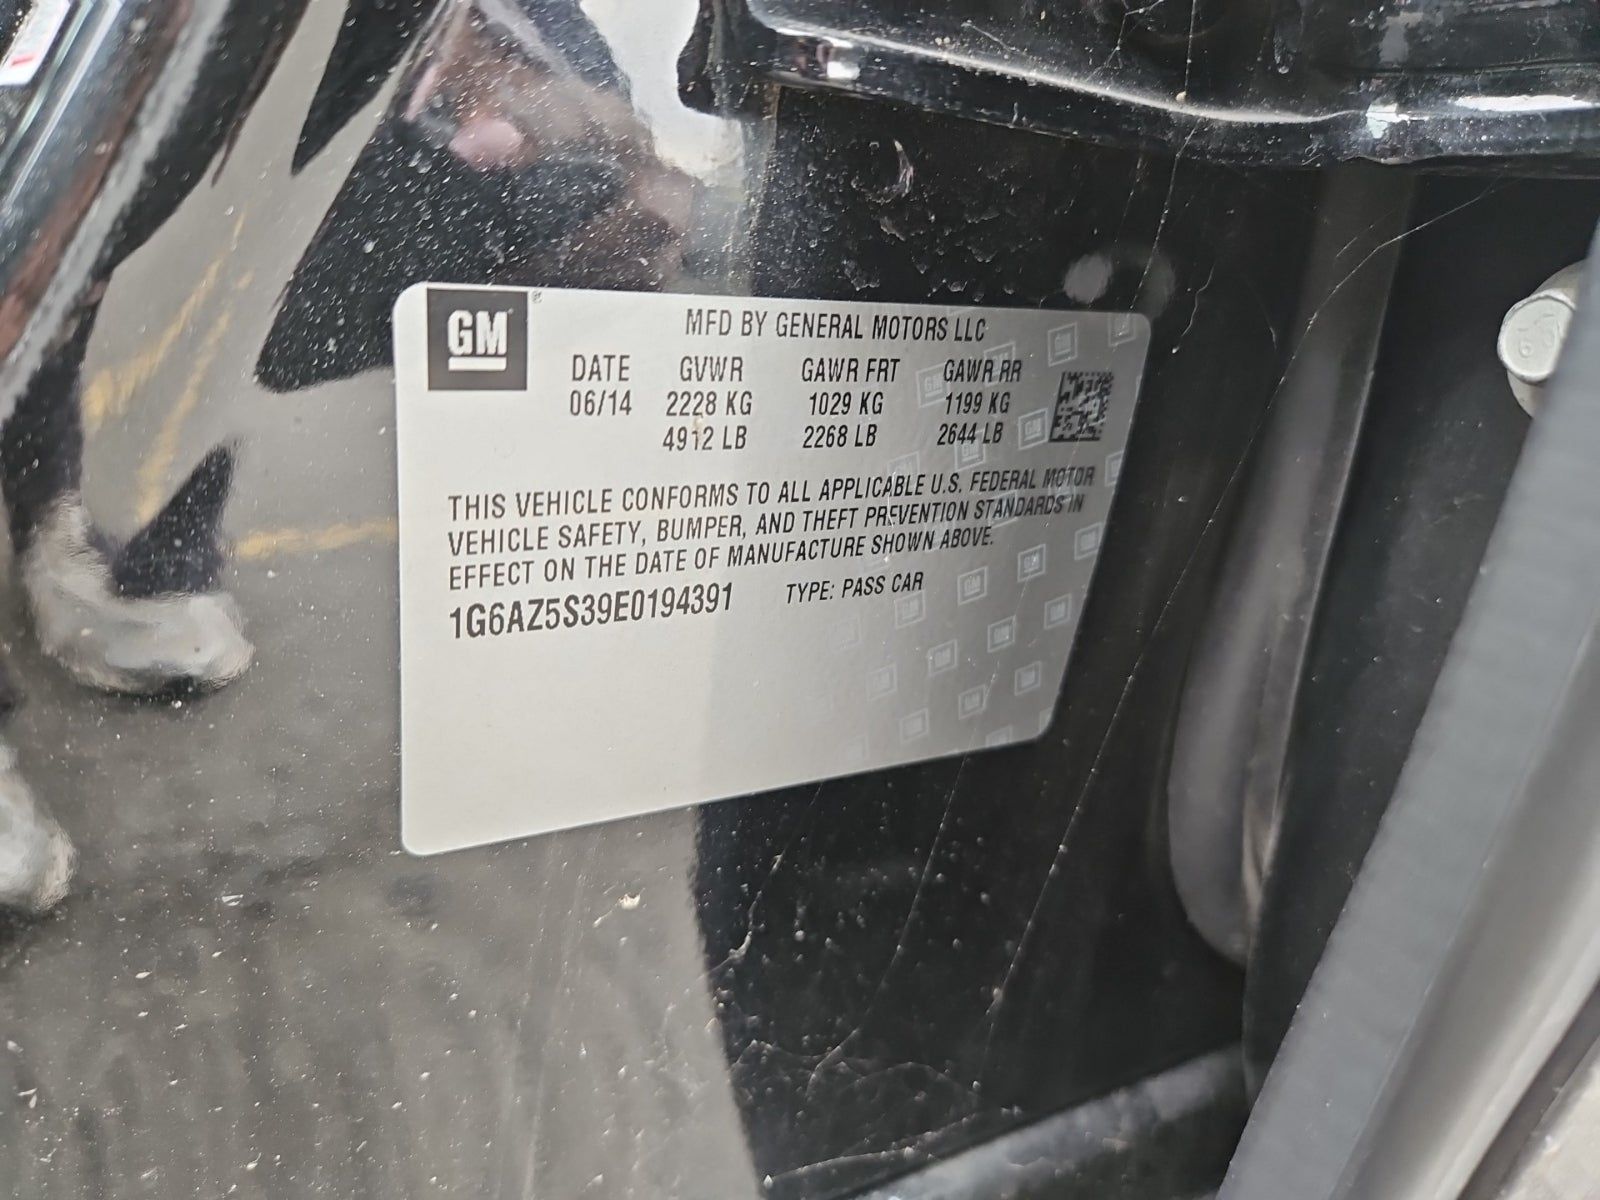 GM
MFD BY GENERAL MOTORS LLC
DATE GVWR GAWR FRT GAWR RR
06/14 2228 KG 1029 KG 1199 KG
4912 LB 2268 LB 2644 LB
THIS VEHICLE CONFORMS TO ALL APPLICABLE U.S. FEDERAL MOTOR
VEHICLE SAFETY, BUMPER, AND THEFT PREVENTION STANDARDS IN
EFFECT ON THE DATE OF MANUFACTURE SHOWN ABOVE.
1G6AZ5S39E0194391 TYPE: PASS CAR